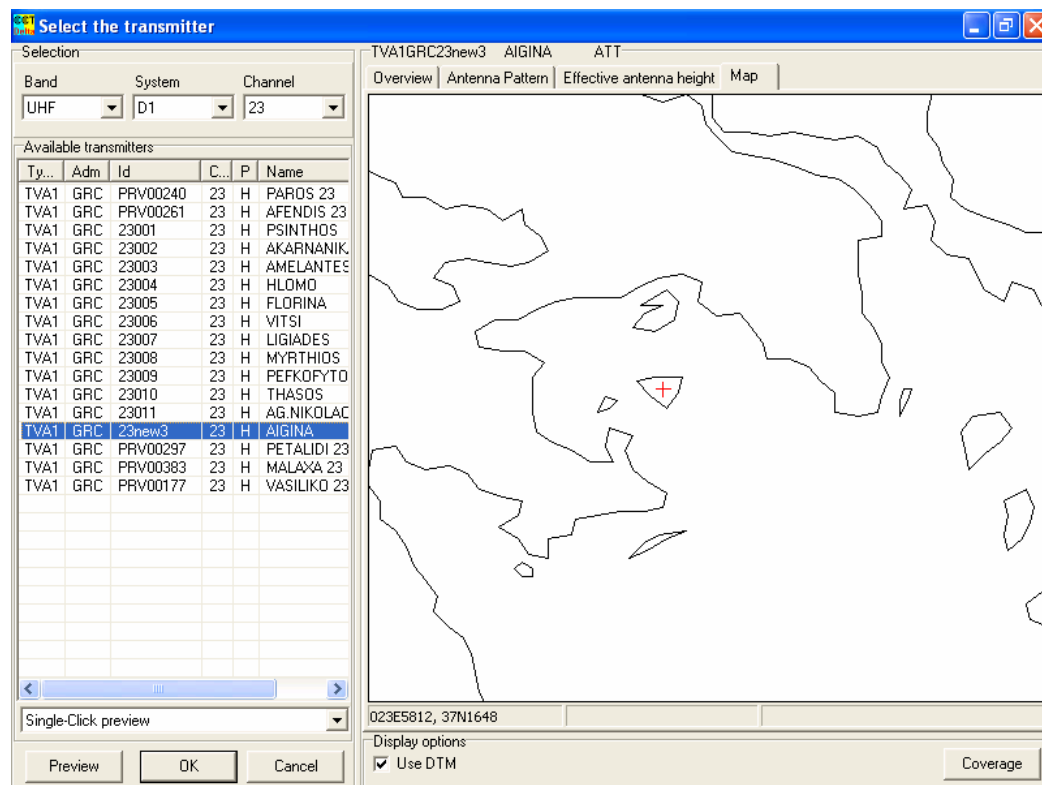 CCT Delta Select the transmitter
Selection
Band System Channel
UHF D1 23
Available transmitters
Ty... Adm Id C... P Name
TVA1 GRC PRV00240 23 H PAROS 23
TVA1 GRC PRV00261 23 H AFENDIS 23
TVA1 GRC 23001 23 H PSINTHOS
TVA1 GRC 23002 23 H AKARNANIK
TVA1 GRC 23003 23 H AMELANTES
TVA1 GRC 23004 23 H HLOMO
TVA1 GRC 23005 23 H FLORINA
TVA1 GRC 23006 23 H VITSI
TVA1 GRC 23007 23 H LIGIADES
TVA1 GRC 23008 23 H MYRTHIOS
TVA1 GRC 23009 23 H PEFKOFYTO
TVA1 GRC 23010 23 H THASOS
TVA1 GRC 23011 23 H AG.NIKOLAO
TVA1 GRC 23new3 23 H AIGINA
TVA1 GRC PRV00297 23 H PETALIDI 23
TVA1 GRC PRV00383 23 H MALAXA 23
TVA1 GRC PRV00177 23 H VASILIKO 23
Single-Click preview
Preview OK Cancel
TVA1GRC23new3 AIGINA ATT
Overview Antenna Pattern Effective antenna height Map
023E5812, 37N1648
Display options
Use DTM
Coverage